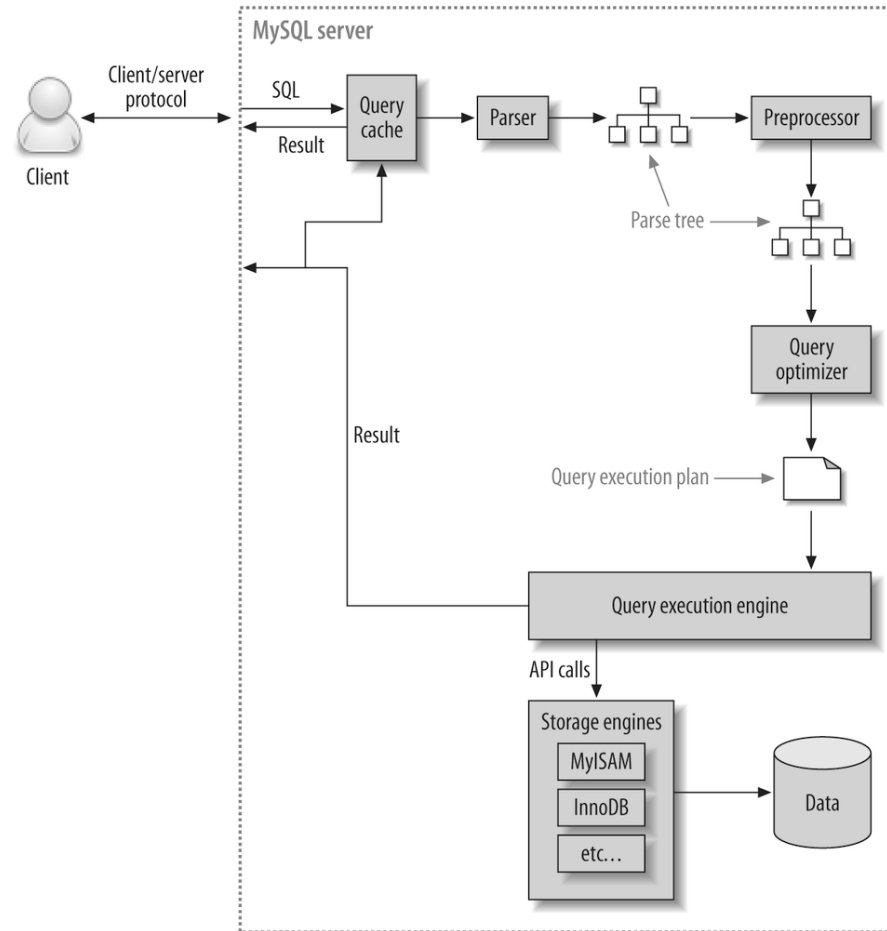 MySQL server
Client/server
protocol
SQL
Result
Query
cache
Parser
Preprocessor
Client
Parse tree
Query
optimizer
Result
Query execution plan
Query execution engine
API calls
Storage engines
MyISAM
InnoDB
etc…
Data